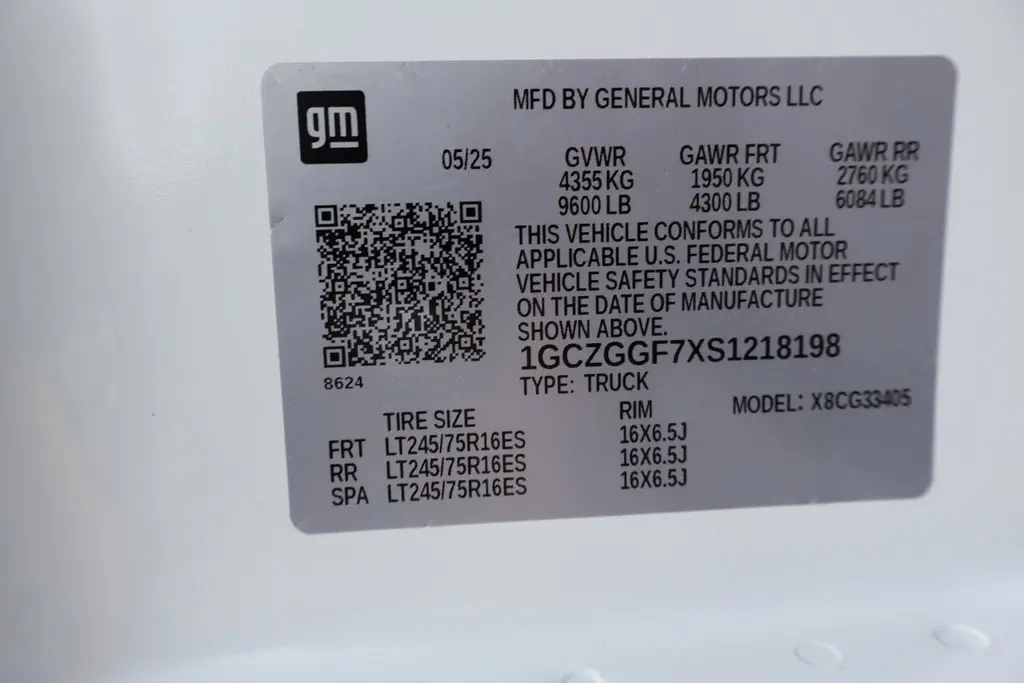 gm
MFD BY GENERAL MOTORS LLC
05/25 GVWR GAWR FRT GAWR RR
4355 KG 1950 KG 2760 KG
9600 LB 4300 LB 6084 LB
THIS VEHICLE CONFORMS TO ALL
APPLICABLE U.S. FEDERAL MOTOR
VEHICLE SAFETY STANDARDS IN EFFECT
ON THE DATE OF MANUFACTURE
SHOWN ABOVE.
1GCZGGF7XS1218198
8624
TYPE: TRUCK
MODEL: X8CG33405
TIRE SIZE RIM
FRT LT245/75R16ES 16X6.5J
RR LT245/75R16ES 16X6.5J
SPA LT245/75R16ES 16X6.5J